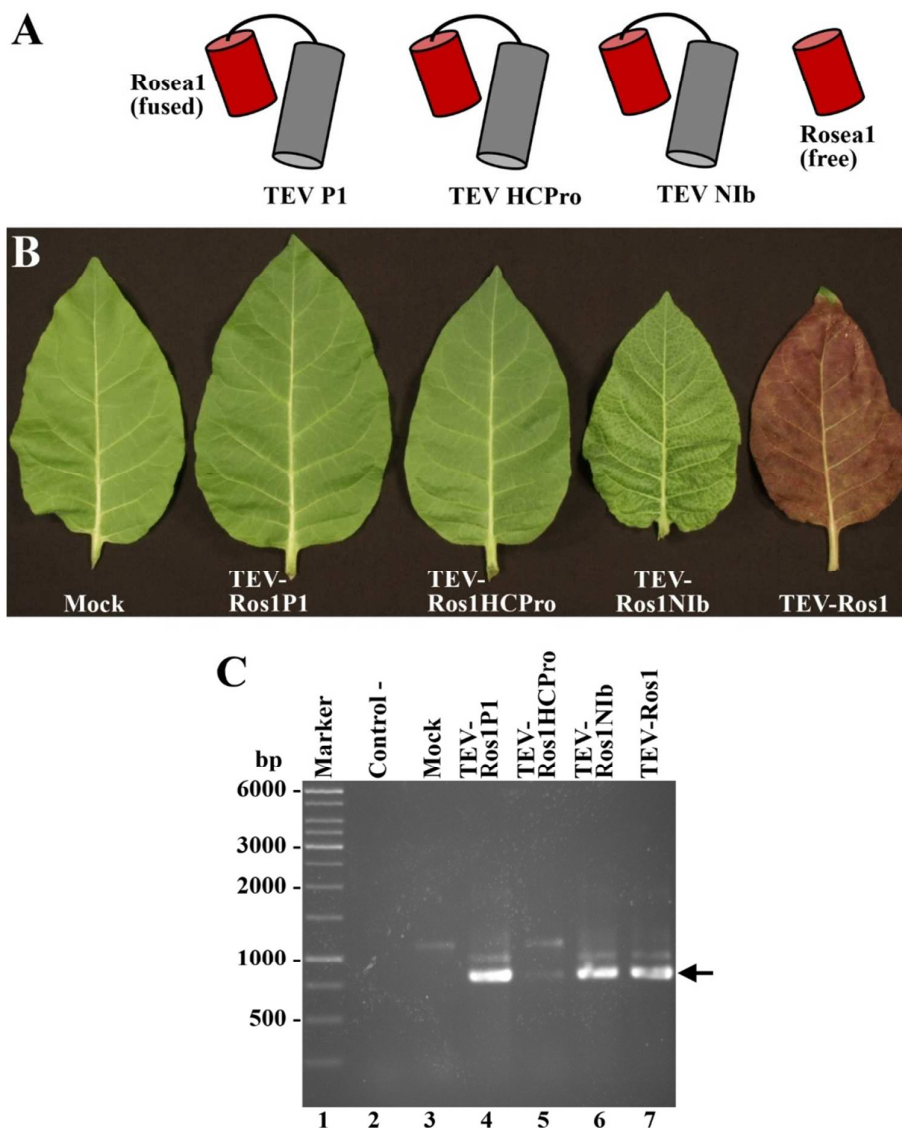 A
Rosea1
(fused)
TEV P1
TEV HCPro
TEV NIb
Rosea1
(free)
B
Mock
TEV-
Ros1P1
TEV-
Ros1HCPro
TEV-
Ros1NIb
TEV-Ros1
C
bp
Marker
Control -
Mock
TEV-
Ros1P1
TEV-
Ros1HCPro
TEV-
Ros1NIb
TEV-Ros1
6000 -
3000 -
2000 -
1000 -
500 -
1 2 3 4 5 6 7